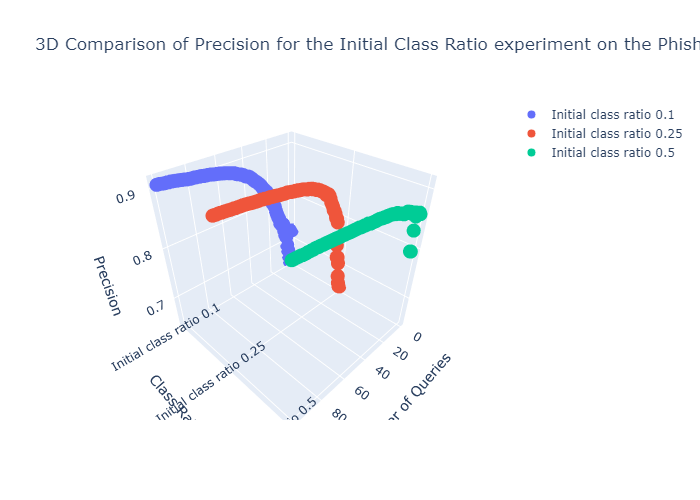 3D Comparison of Precision for the Initial Class Ratio experiment on the Phish
Initial class ratio 0.1
Initial class ratio 0.25
Initial class ratio 0.5
0.9
0.8
0.7
Precision
Initial class ratio 0.1
Initial class ratio 0.25
0.5
Class
0
20
40
60
80
of Queries